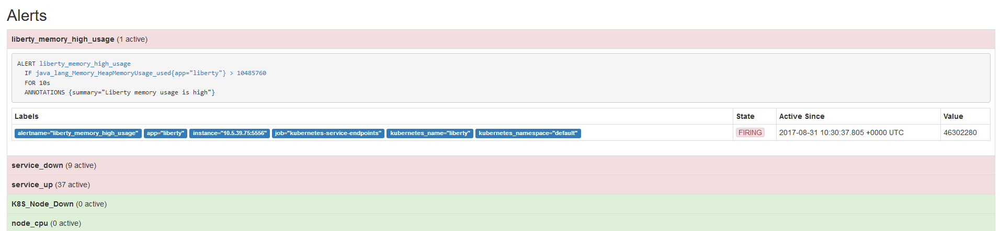 Alerts
liberty_memory_high_usage (1 active)
ALERT liberty_memory_high_usage
IF java_lang_Memory_HeapMemoryUsage_used{app="liberty"} > 10485760
FOR 10s
ANNOTATIONS {summary="Liberty memory usage is high"}
Labels State Active Since Value
alertname="liberty_memory_high_usage" app="liberty" instance="10.5.39.75:5556" job="kubernetes-service-endpoints" kubernetes_name="liberty" kubernetes_namespace="default" FIRING 2017-08-31 10:30:37.805 +0000 UTC 46302280
service_down (9 active)
service_up (37 active)
K8S_Node_Down (0 active)
node_cpu (0 active)